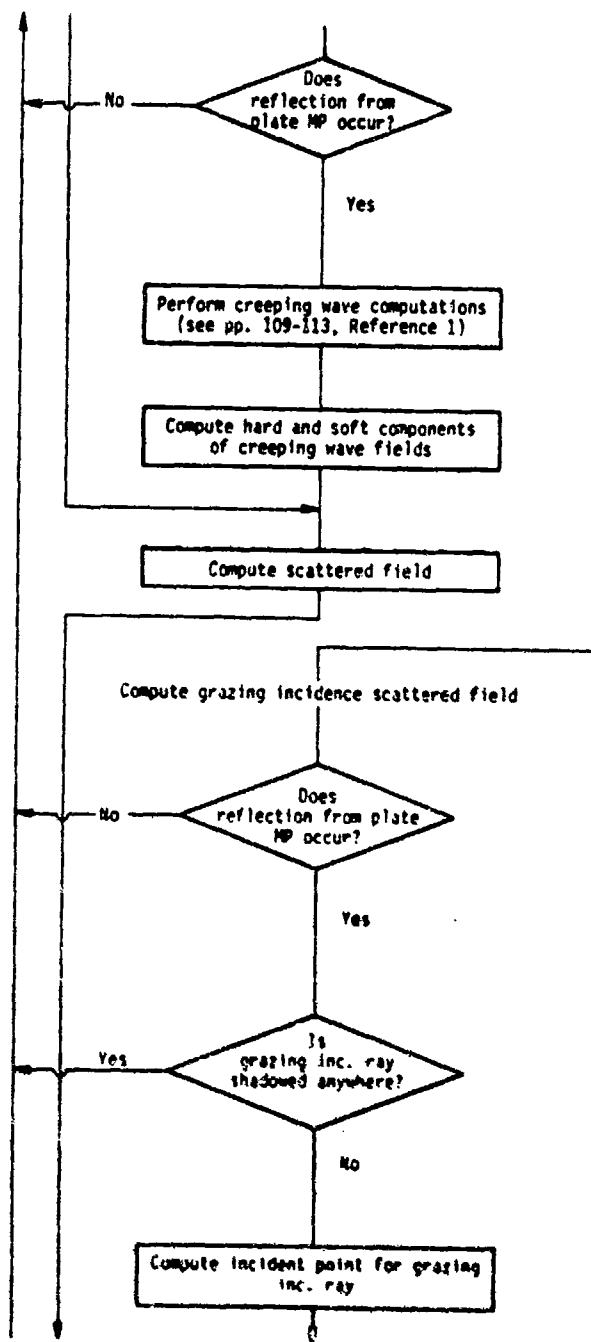 Does
No
reflection from
plate MP occur?
Yes
Perform creeping wave computations
(see pp. 109-113, Reference 1)
Compute hard and soft components
of creeping wave fields
Compute scattered field
Compute grazing incidence scattered field
Does
No
reflection from plate
MP occur?
Yes
Is
Yes
grazing inc. ray
shadowed anywhere?
No
Compute incident point for grazing
inc. ray